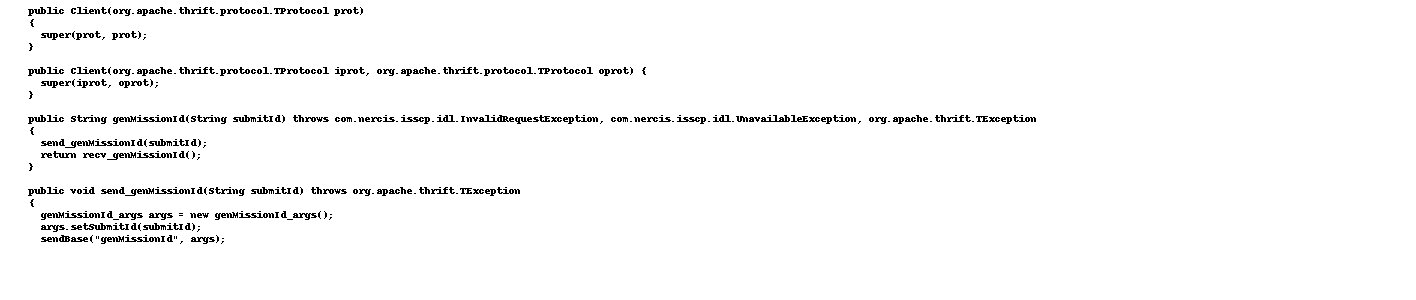 public Client(org.apache.thrift.protocol.TProtocol prot)
{
super(prot, prot);
}
public Client(org.apache.thrift.protocol.TProtocol iprot, org.apache.thrift.protocol.TProtocol oprot) {
super(iprot, oprot);
}
public String genMissionId(String submitId) throws com.nercis.isscp.idl.InvalidRequestException, com.nercis.isscp.idl.UnavailableException, org.apache.thrift.TException
{
send_genMissionId(submitId);
return recv_genMissionId();
}
public void send_genMissionId(String submitId) throws org.apache.thrift.TException
{
genMissionId_args args = new genMissionId_args();
args.setSubmitId(submitId);
sendBase("genMissionId", args);